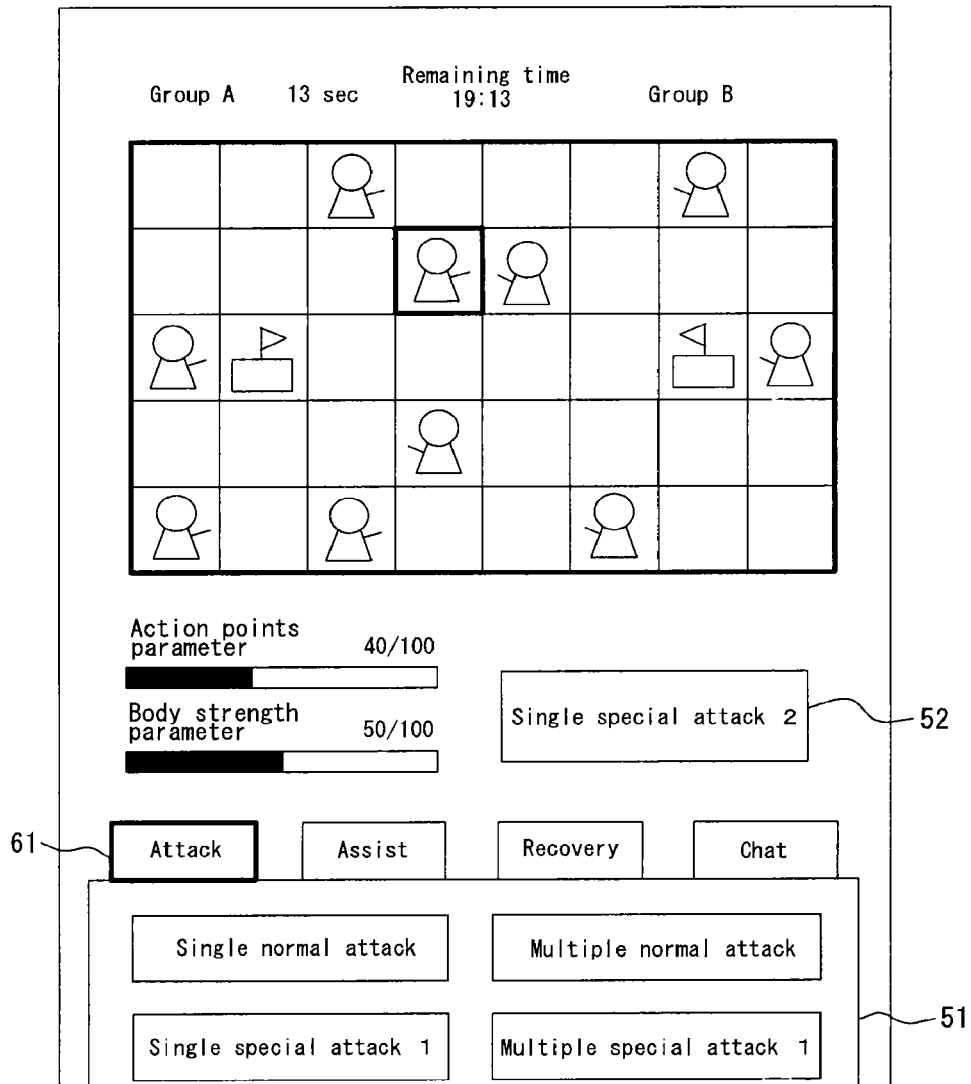 Group A 13 sec Remaining time Group B
19:13
Action points
parameter 40/100
Body strength
parameter 50/100
Single special attack 2
52
61
Attack Assist Recovery Chat
Single normal attack Multiple normal attack
51
Single special attack 1 Multiple special attack 1